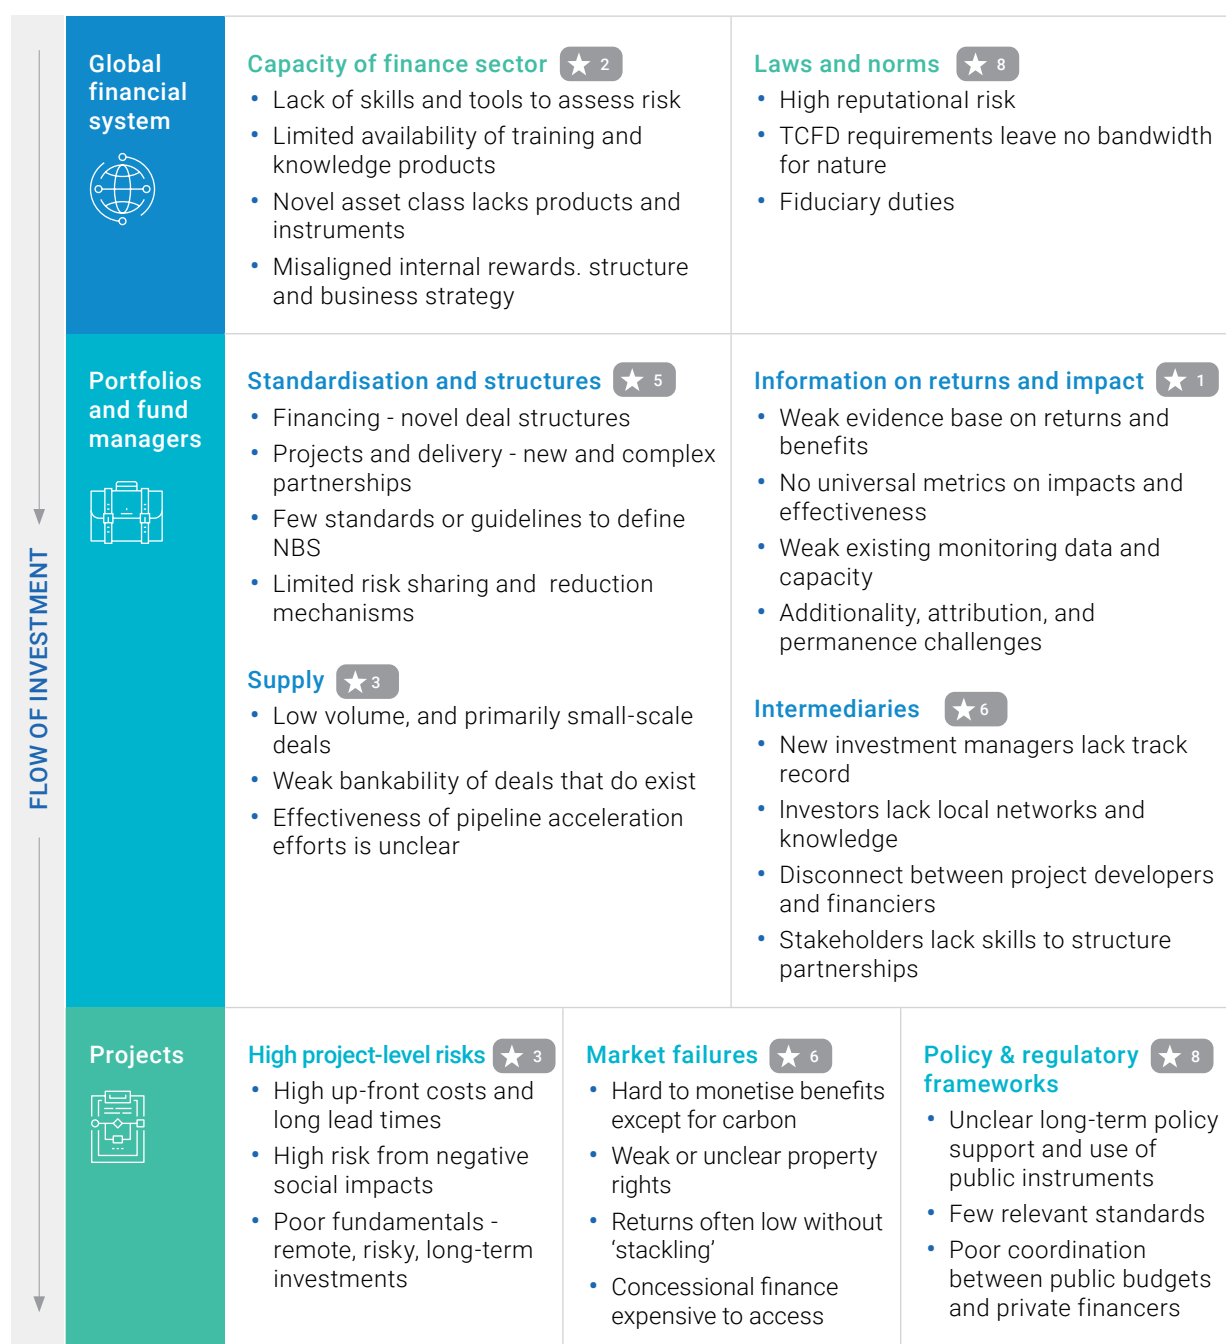 FLOW OF INVESTMENT
Global
financial
system
Capacity of finance sector ★ 2
• Lack of skills and tools to assess risk
• Limited availability of training and
knowledge products
• Novel asset class lacks products and
instruments
• Misaligned internal rewards. structure
and business strategy
Laws and norms ★ 8
• High reputational risk
• TCFD requirements leave no bandwidth
for nature
• Fiduciary duties
Portfolios
and fund
managers
Standardisation and structures ★ 5
• Financing - novel deal structures
• Projects and delivery - new and complex
partnerships
• Few standards or guidelines to define
NBS
• Limited risk sharing and reduction
mechanisms
Supply ★ 3
• Low volume, and primarily small-scale
deals
• Weak bankability of deals that do exist
• Effectiveness of pipeline acceleration
efforts is unclear
Information on returns and impact ★ 1
• Weak evidence base on returns and
benefits
• No universal metrics on impacts and
effectiveness
• Weak existing monitoring data and
capacity
• Additionality, attribution, and
permanence challenges
Intermediaries ★ 6
• New investment managers lack track
record
• Investors lack local networks and
knowledge
• Disconnect between project developers
and financiers
• Stakeholders lack skills to structure
partnerships
Projects
High project-level risks ★ 3
• High up-front costs and
long lead times
• High risk from negative
social impacts
• Poor fundamentals -
remote, risky, long-term
investments
Market failures ★ 6
• Hard to monetise benefits
except for carbon
• Weak or unclear property
rights
• Returns often low without
‘stackling’
• Concessional finance
expensive to access
Policy & regulatory ★ 8
frameworks
• Unclear long-term policy
support and use of
public instruments
• Few relevant standards
• Poor coordination
between public budgets
and private financers